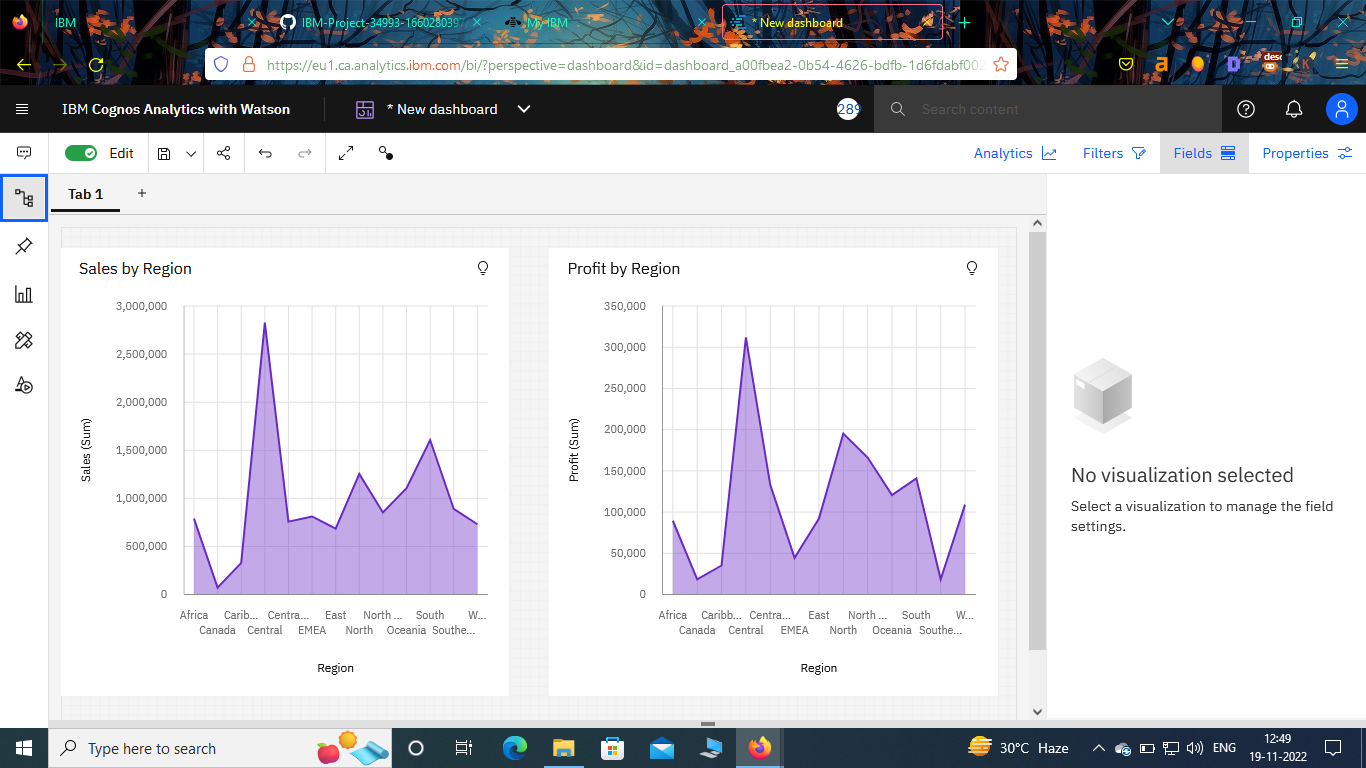 IBM
IBM-Project-34993-1660280397
My IBM
* New dashboard
https://eu1.ca.analytics.ibm.com/bi/?perspective=dashboard&id=dashboard_a00fbea2-0b54-4626-bdfb-1d6fdabf002
desc
IBM Cognos Analytics with Watson
* New dashboard
289
Search content
Edit
Analytics
Filters
Fields
Properties
Tab 1
Sales by Region
3,000,000
2,500,000
2,000,000
1,500,000
1,000,000
500,000
0
Sales (Sum)
Africa Caribb... Centra... East North ... South W...
Canada Central EMEA North Oceania Southe...
Region
Profit by Region
350,000
300,000
250,000
200,000
150,000
100,000
50,000
0
Profit (Sum)
Africa Caribb... Centra... East North ... South W...
Canada Central EMEA North Oceania Southe...
Region
No visualization selected
Select a visualization to manage the field
settings.
Type here to search
30°C Haze
ENG
12:49
19-11-2022